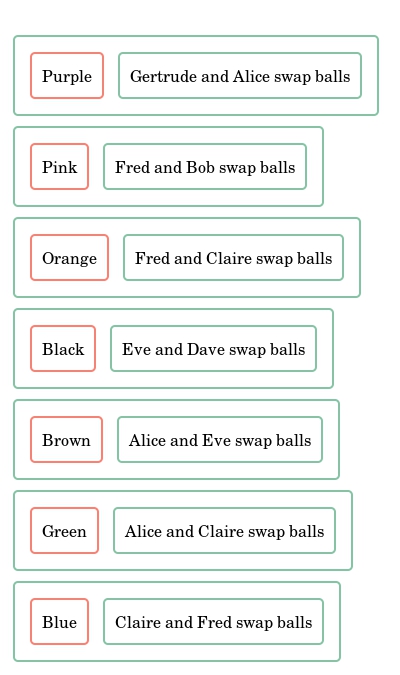 Purple Gertrude and Alice swap balls
Pink Fred and Bob swap balls
Orange Fred and Claire swap balls
Black Eve and Dave swap balls
Brown Alice and Eve swap balls
Green Alice and Claire swap balls
Blue Claire and Fred swap balls